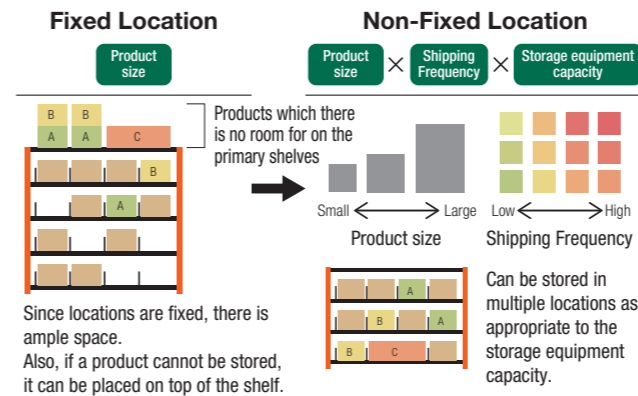 Fixed Location
Product
size
B B
A A C
Products which there
is no room for on the
primary shelves
B
A
Since locations are fixed, there is
ample space.
Also, if a product cannot be stored,
it can be placed on top of the shelf.
Non-Fixed Location
Product
size
×
Shipping
Frequency
×
Storage equipment
capacity
Small Large
Product size
Low High
Shipping Frequency
A
B A
B C
Can be stored in
multiple locations as
appropriate to the
storage equipment
capacity.